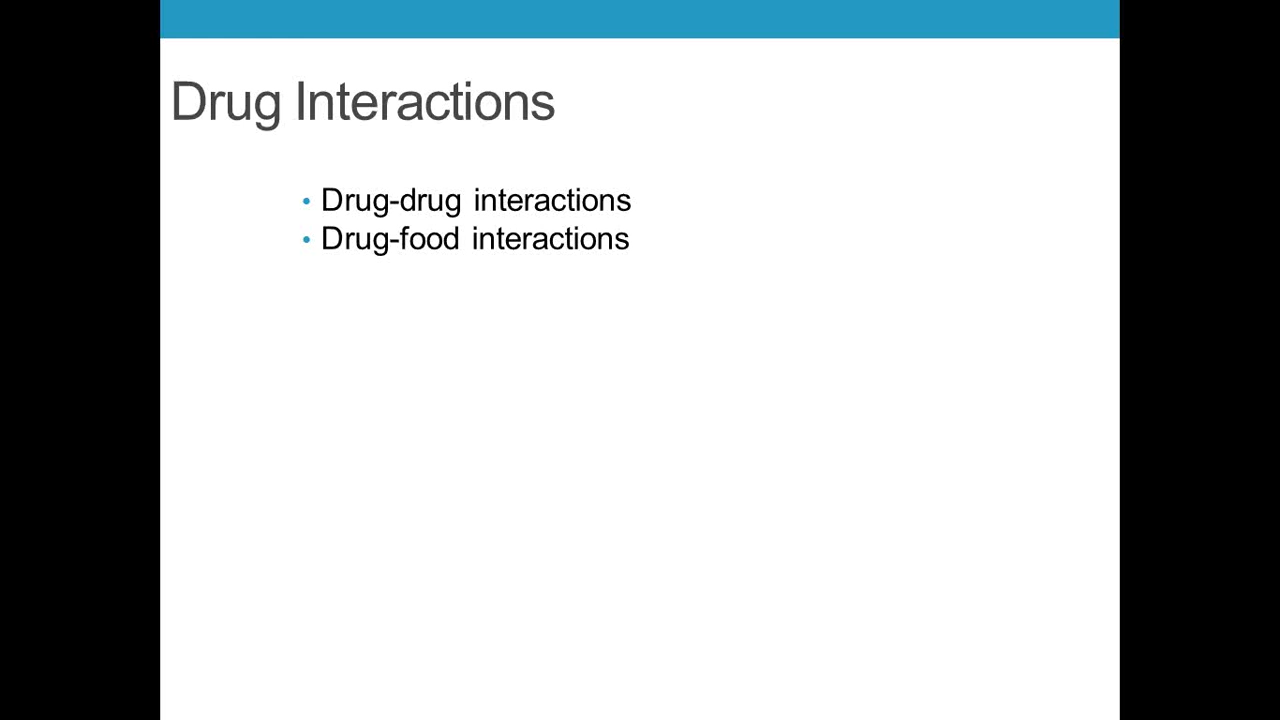 Drug Interactions
• Drug-drug interactions
• Drug-food interactions